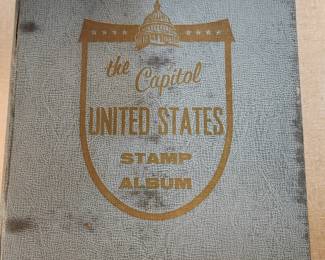 the Capitol
UNITED STATES
STAMP
ALBUM